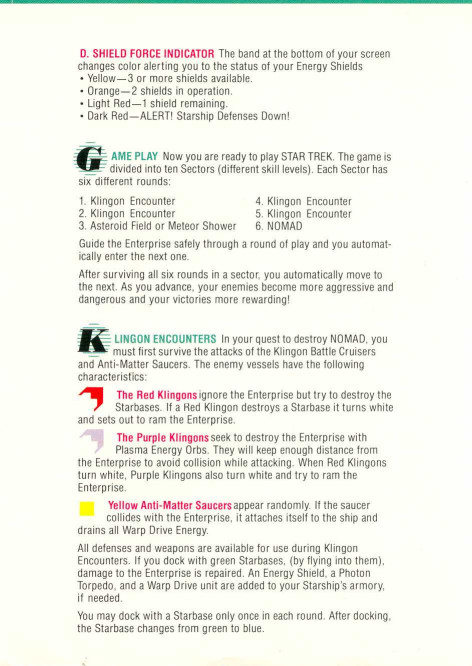 D. SHIELD FORCE INDICATOR The band at the bottom of your screen
changes color alerting you to the status of your Energy Shields
• Yellow—3 or more shields available.
• Orange—2 shields in operation.
• Light Red—1 shield remaining.
• Dark Red—ALERT! Starship Defenses Down!
GAME PLAY Now you are ready to play STAR TREK. The game is
divided into ten Sectors (different skill levels). Each Sector has
six different rounds:
1. Klingon Encounter
2. Klingon Encounter
3. Asteroid Field or Meteor Shower
4. Klingon Encounter
5. Klingon Encounter
6. NOMAD
Guide the Enterprise safely through a round of play and you automat-
ically enter the next one.
After surviving all six rounds in a sector, you automatically move to
the next. As you advance, your enemies become more aggressive and
dangerous and your victories more rewarding!
KLINGON ENCOUNTERS In your quest to destroy NOMAD, you
must first survive the attacks of the Klingon Battle Cruisers
and Anti-Matter Saucers. The enemy vessels have the following
characteristics:
The Red Klingons ignore the Enterprise but try to destroy the
Starbases. If a Red Klingon destroys a Starbase it turns white
and sets out to ram the Enterprise.
The Purple Klingons seek to destroy the Enterprise with
Plasma Energy Orbs. They will keep enough distance from
the Enterprise to avoid collision while attacking. When Red Klingons
turn white, Purple Klingons also turn white and try to ram the
Enterprise.
Yellow Anti-Matter Saucers appear randomly. If the saucer
collides with the Enterprise, it attaches itself to the ship and
drains all Warp Drive Energy.
All defenses and weapons are available for use during Klingon
Encounters. If you dock with green Starbases, (by flying into them),
damage to the Enterprise is repaired. An Energy Shield, a Photon
Torpedo, and a Warp Drive unit are added to your Starship's armory,
if needed.
You may dock with a Starbase only once in each round. After docking,
the Starbase changes from green to blue.